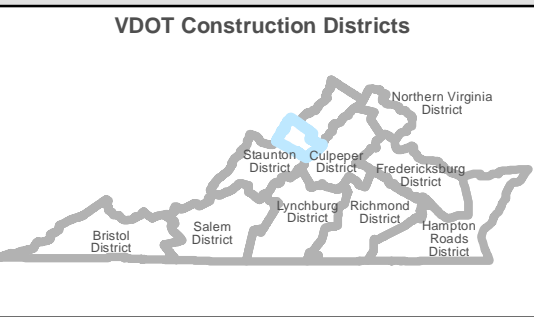 VDOT Construction Districts
Northern Virginia
District
Staunton
District
Culpeper
District
Fredericksburg
District
Lynchburg
District
Richmond
District
Salem
District
Bristol
District
Hampton
Roads
District